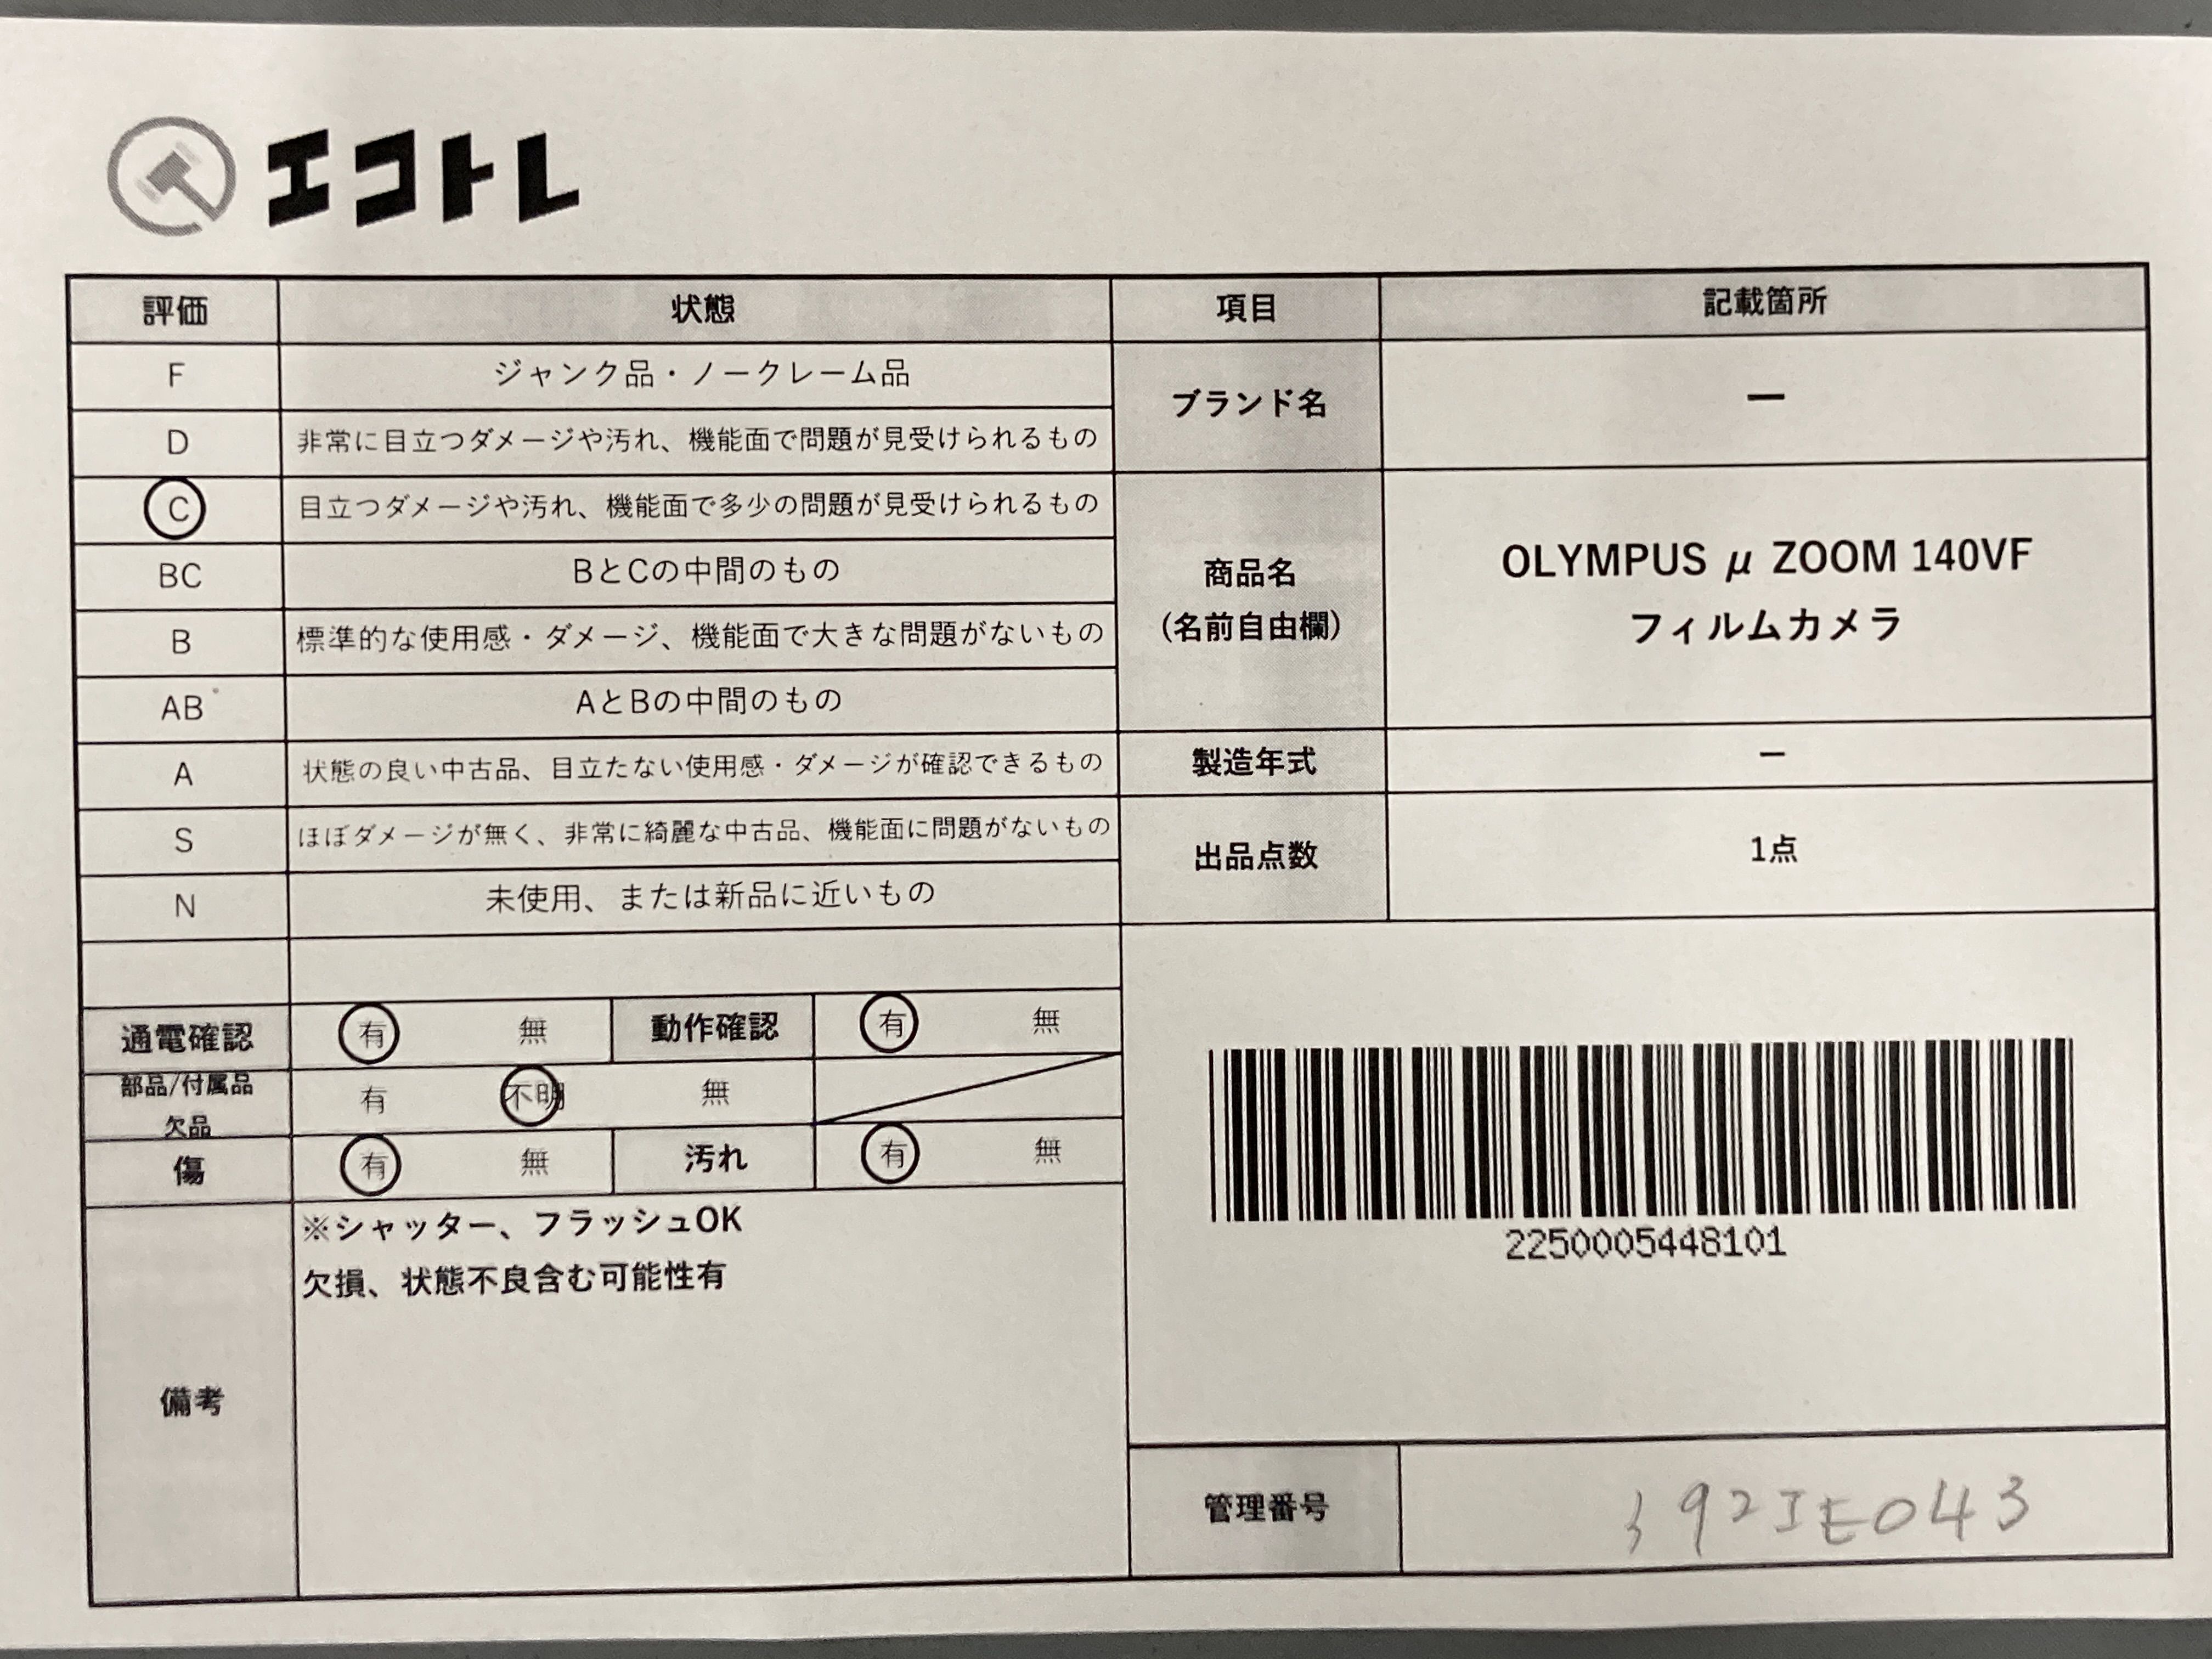 エコトレ
評価 状態 項目 記載箇所
F ジャンク品・ノークレーム品
ブランド名 ー
D 非常に目立つダメージや汚れ、機能面で問題が見受けられるもの
C 目立つダメージや汚れ、機能面で多少の問題が見受けられるもの
BC BとCの中間のもの
商品名
(名前自由欄)
OLYMPUS μ ZOOM 140VF
フィルムカメラ
B 標準的な使用感・ダメージ、機能面で大きな問題がないもの
AB AとBの中間のもの
A 状態の良い中古品、目立たない使用感・ダメージが確認できるもの
製造年式 ー
S ほぼダメージが無く、非常に綺麗な中古品、機能面に問題がないもの
出品点数 1点
N 未使用、または新品に近いもの
通電確認 有 無 動作確認 有 無
部品/付属品
欠品
有 不明 無
傷 有 無 汚れ 有 無
備考
※シャッター、フラッシュOK
欠損、状態不良含む可能性有
2250005448101
管理番号 392IE043